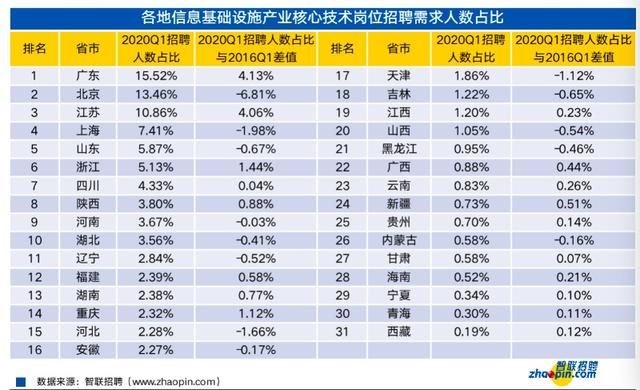 各地信息基础设施产业核心技术岗位招聘需求人数占比
排名 省市 2020Q1招聘人数占比 2020Q1招聘人数占比与2016Q1差值 排名 省市 2020Q1招聘人数占比 2020Q1招聘人数占比与2016Q1差值
1 广东 15.52% 4.13% 17 天津 1.86% -1.12%
2 北京 13.46% -6.81% 18 吉林 1.22% -0.65%
3 江苏 10.86% 4.06% 19 江西 1.20% 0.23%
4 上海 7.41% -1.98% 20 山西 1.05% -0.54%
5 山东 5.87% -0.67% 21 黑龙江 0.95% -0.46%
6 浙江 5.13% 1.44% 22 广西 0.88% 0.44%
7 四川 4.33% 0.04% 23 云南 0.83% 0.26%
8 陕西 3.80% 0.88% 24 新疆 0.73% 0.51%
9 河南 3.67% -0.03% 25 贵州 0.70% 0.14%
10 湖北 3.56% -0.41% 26 内蒙古 0.58% -0.16%
11 辽宁 2.84% -0.52% 27 甘肃 0.58% 0.07%
12 福建 2.39% 0.58% 28 海南 0.52% 0.21%
13 湖南 2.38% 0.77% 29 宁夏 0.34% 0.10%
14 重庆 2.32% 1.12% 30 青海 0.30% 0.11%
15 河北 2.28% -1.66% 31 西藏 0.19% 0.12%
16 安徽 2.27% -0.17%
数据来源：智联招聘（www.zhaopin.com）
智联招聘
zhaopin.com